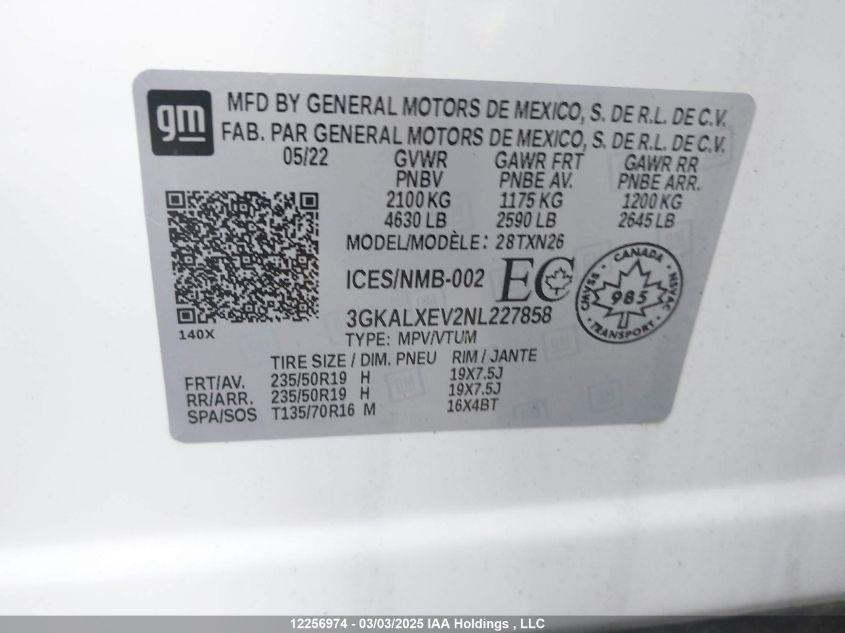 gm
MFD BY GENERAL MOTORS DE MEXICO, S. DE R.L. DE C.V.
FAB. PAR GENERAL MOTORS DE MEXICO, S. DE R.L. DE C.V.
05/22 GVWR GAWR FRT GAWR RR
PNBV PNBE AV. PNBE ARR.
2100 KG 1175 KG 1200 KG
4630 LB 2590 LB 2645 LB
MODEL/MODÈLE: 28TXN26
ICES/NMB-002 EC
CANADA
985
TRANSPORT
CMVSS
NSVAC
3GKALXEV2NL227858
140X
TYPE: MPV/VTUM
TIRE SIZE / DIM. PNEU RIM / JANTE
FRT/AV. 235/50R19 H 19X7.5J
RR/ARR. 235/50R19 H 19X7.5J
SPA/SOS T135/70R16 M 16X4BT
12256974 - 03/03/2025 IAA Holdings , LLC